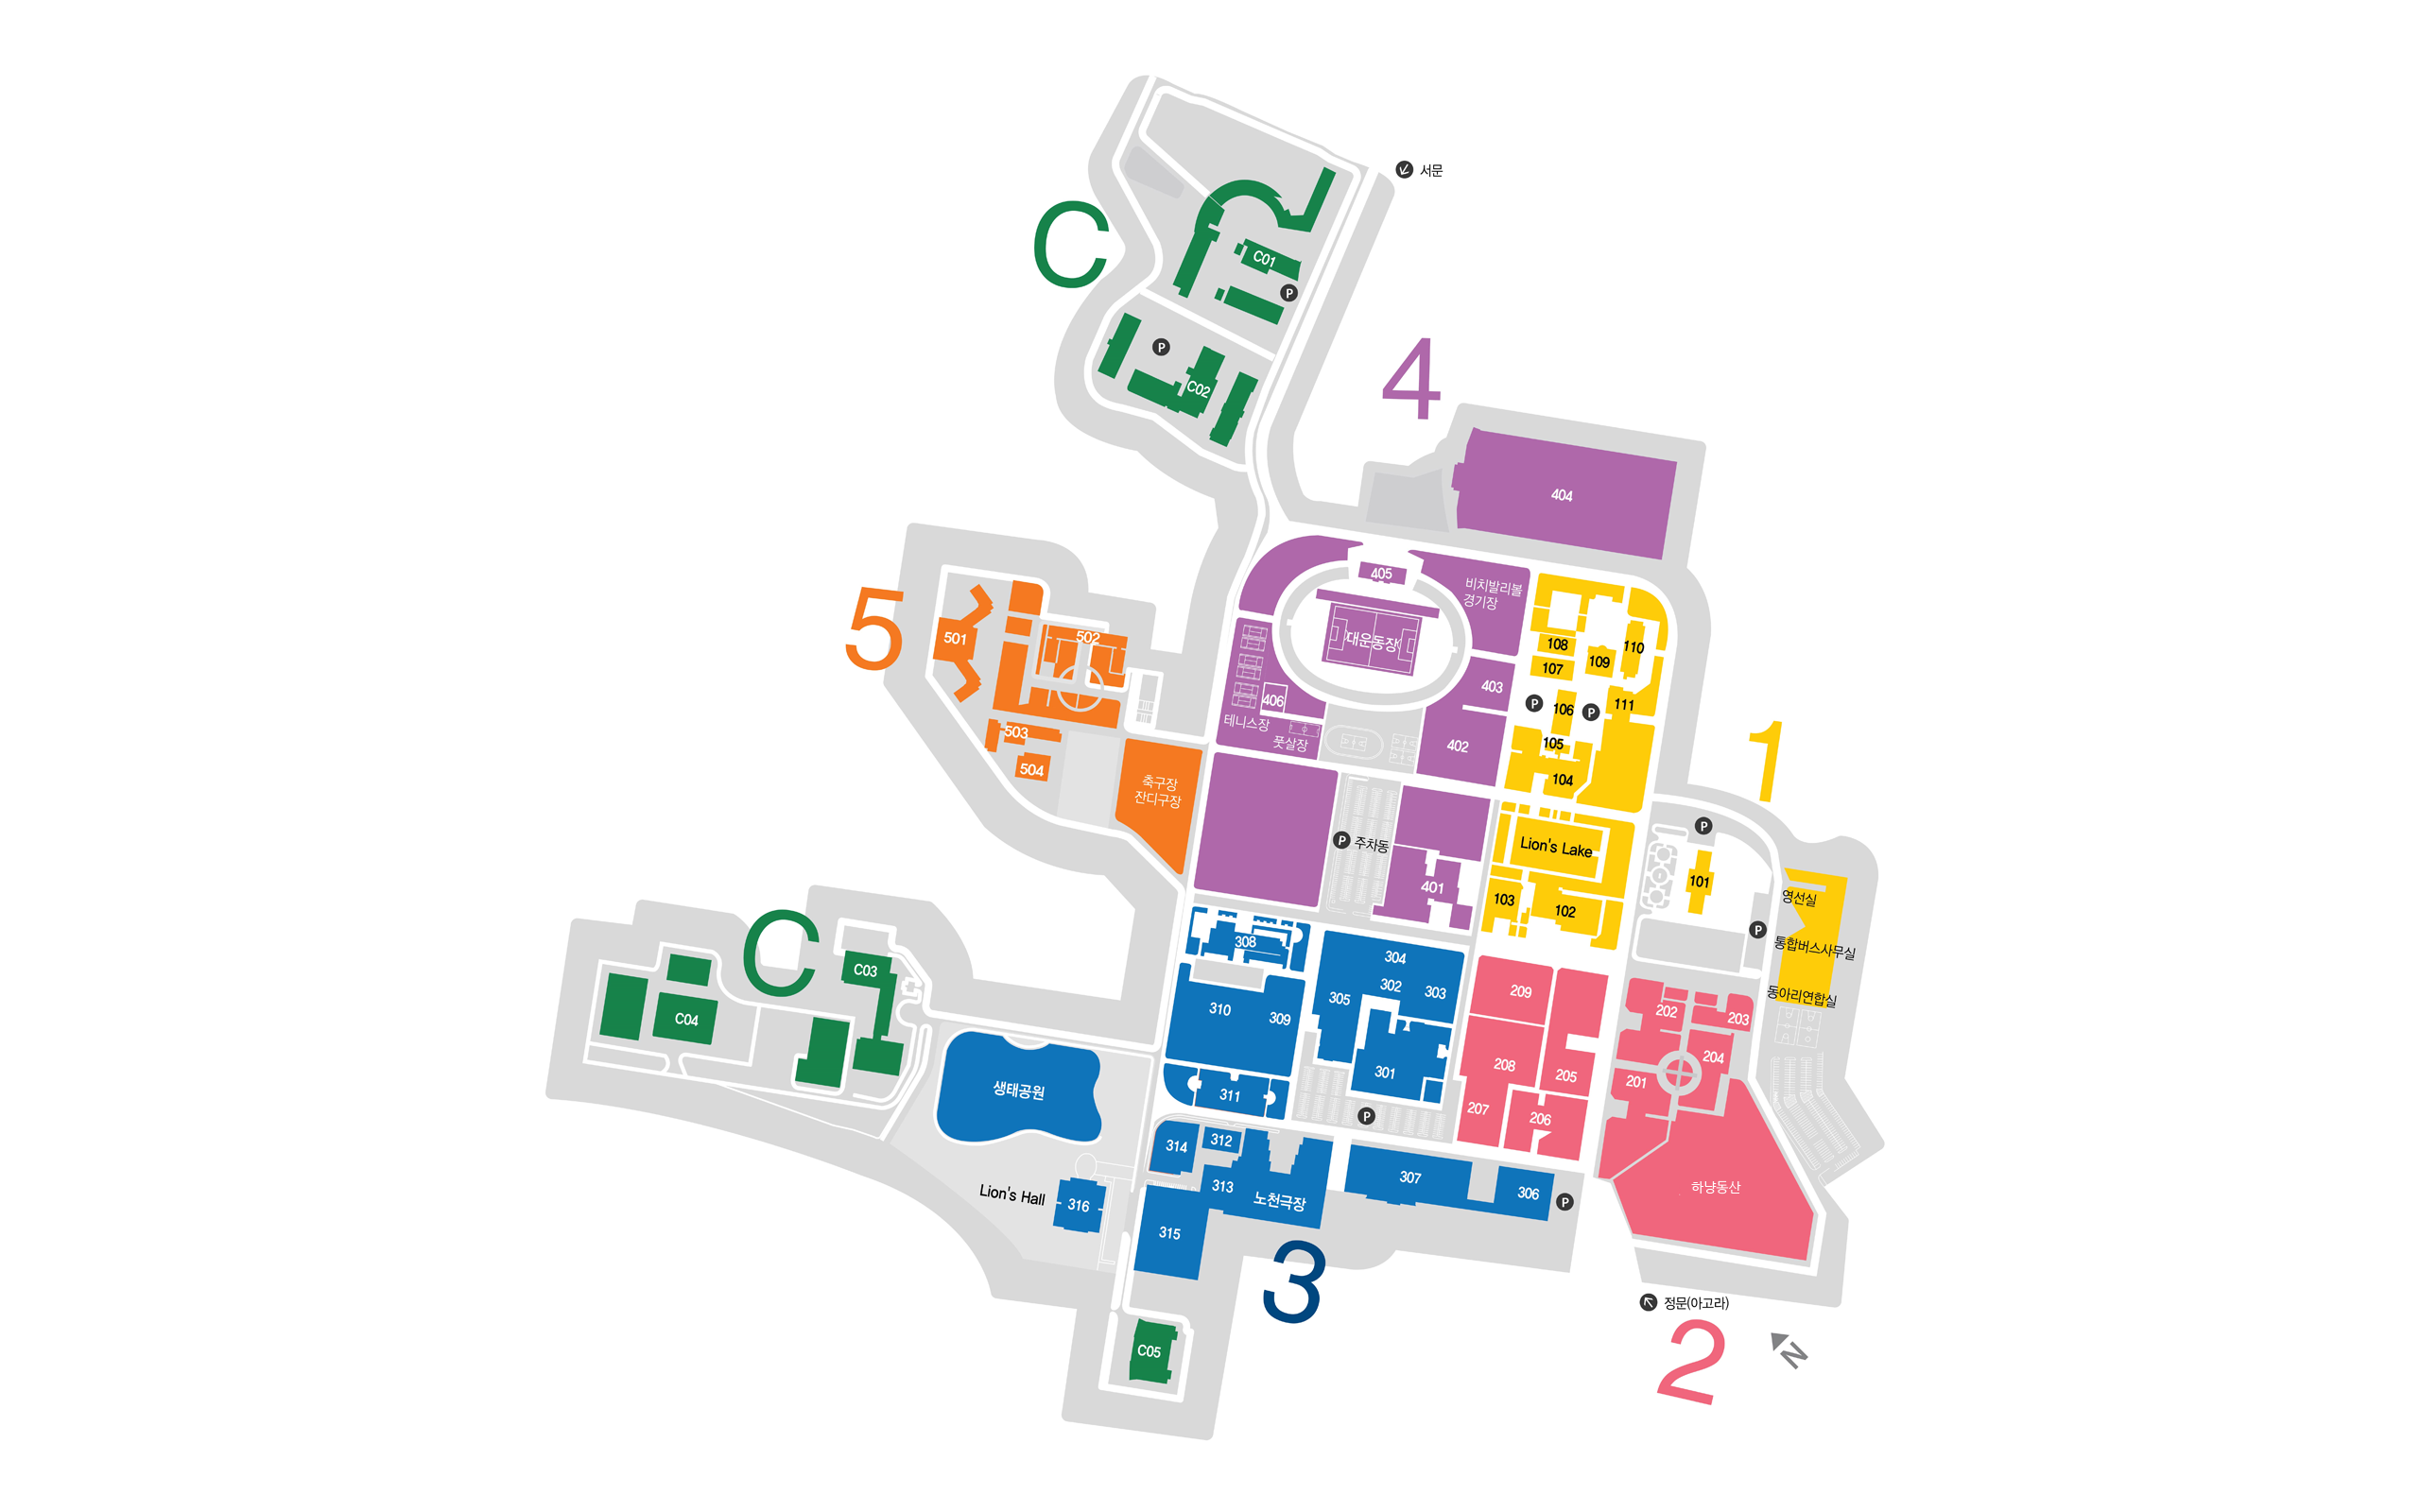 서문
C
C01
P
P
C02
4
404
405
비치발리볼
경기장
대운동장
403
402
406
테니스장
풋살장
108
107
109
110
P
106
P
111
105
104
1
5
501
502
503
504
축구장
잔디구장
P 주차동
401
Lion's Lake
103
102
P
101
영선실
P
통합버스사무실
동아리연합실
C
C03
C04
308
310
309
311
304
302
305
303
301
P
209
208
205
207
206
202
203
204
201
하냥동산
생태공원
314
312
313
노천극장
315
Lion's Hall
316
307
306
P
3
정문(아고라)
2
N
C05